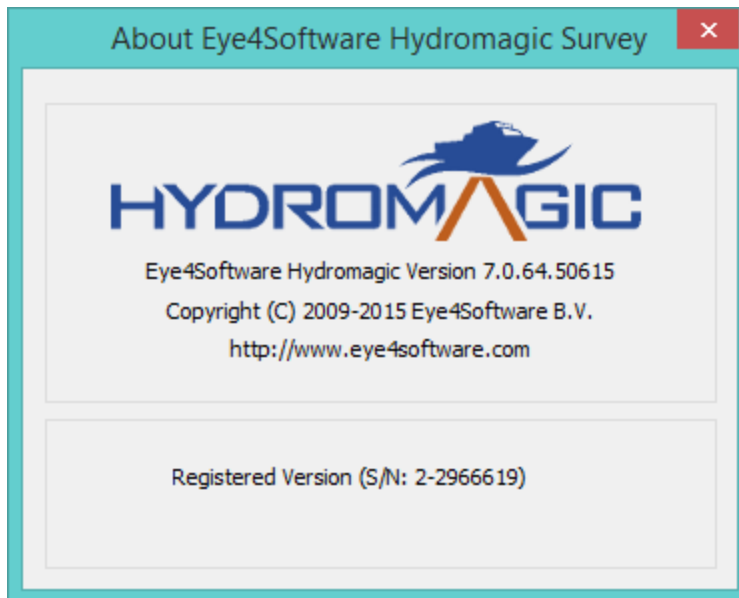 About Eye4Software Hydromagic Survey
HYDROMAGIC
Eye4Software Hydromagic Version 7.0.64.50615
Copyright (C) 2009-2015 Eye4Software B.V.
http://www.eye4software.com
Registered Version (S/N: 2-2966619)